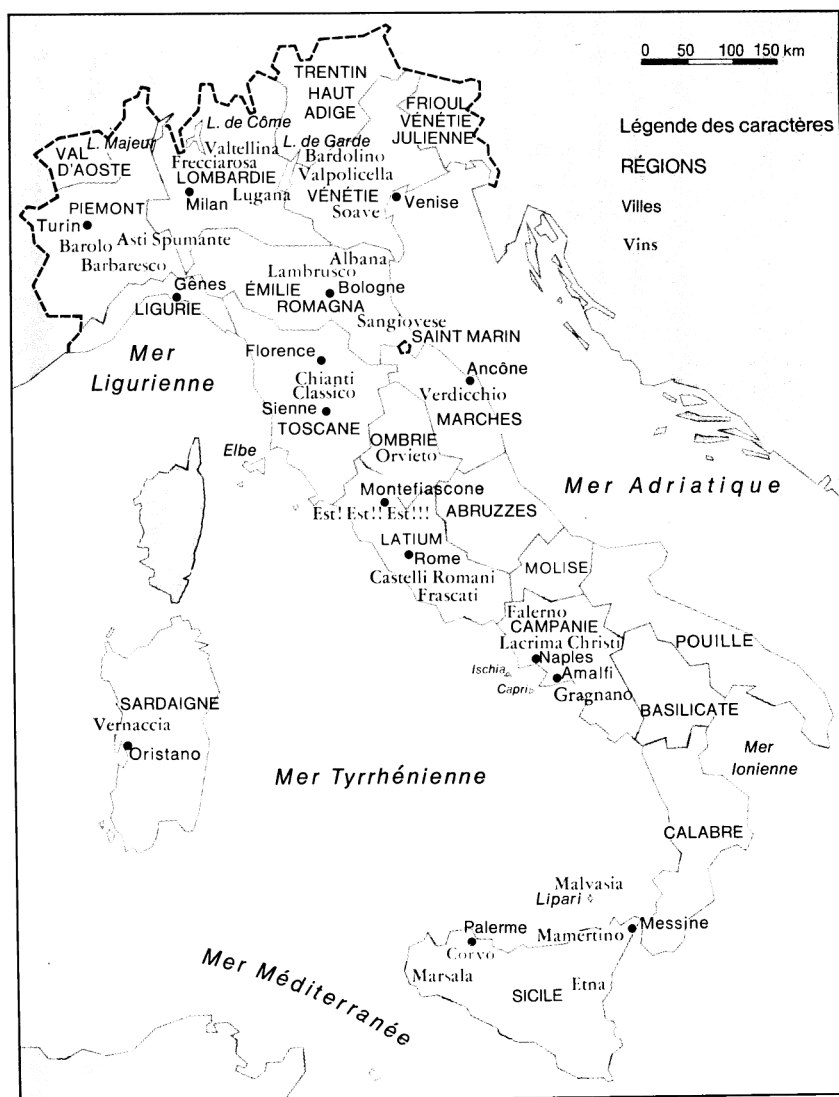 0 50 100 150 km
Légende des caractères
RÉGIONS
Villes
Vins
TRENTIN
HAUT
ADIGE
FRIOUL
VÉNÉTIE
JULIENNE
L. Majeur
L. de Côme
L. de Garde
VAL
D'AOSTE
Valtellina
Frecciarosa
LOMBARDIE
Lugana
Milan
Bardolino
Valpolicella
VÉNÉTIE
Soave
Venise
PIEMONT
Turin
Barolo
Asti Spumante
Barbaresco
Albana
Lambrusco
Gênes
LIGURIE
ÉMILIE
Bologne
ROMAGNA
Sangiovese
SAINT MARIN
Mer
Ligurienne
Florence
Chianti
Classico
Sienne
TOSCANE
Ancône
Verdicchio
MARCHES
OMBRIE
Orvieto
Elbe
Mer Adriatique
Montefiascone
Est! Est!! Est!!!
ABRUZZES
LATIUM
Rome
Castelli Romani
Frascati
MOLISE
Falerno
CAMPANIE
Lacrima Christi
Naples
Ischia
Amalfi
Capri
Gragnano
POUILLE
BASILICATE
SARDAIGNE
Vernaccia
Oristano
Mer Tyrrhénienne
Mer
Ionienne
CALABRE
Malvasia
Lipari
Messine
Palerme
Mamertino
Corvo
Marsala
Etna
SICILE
Mer Méditerranée